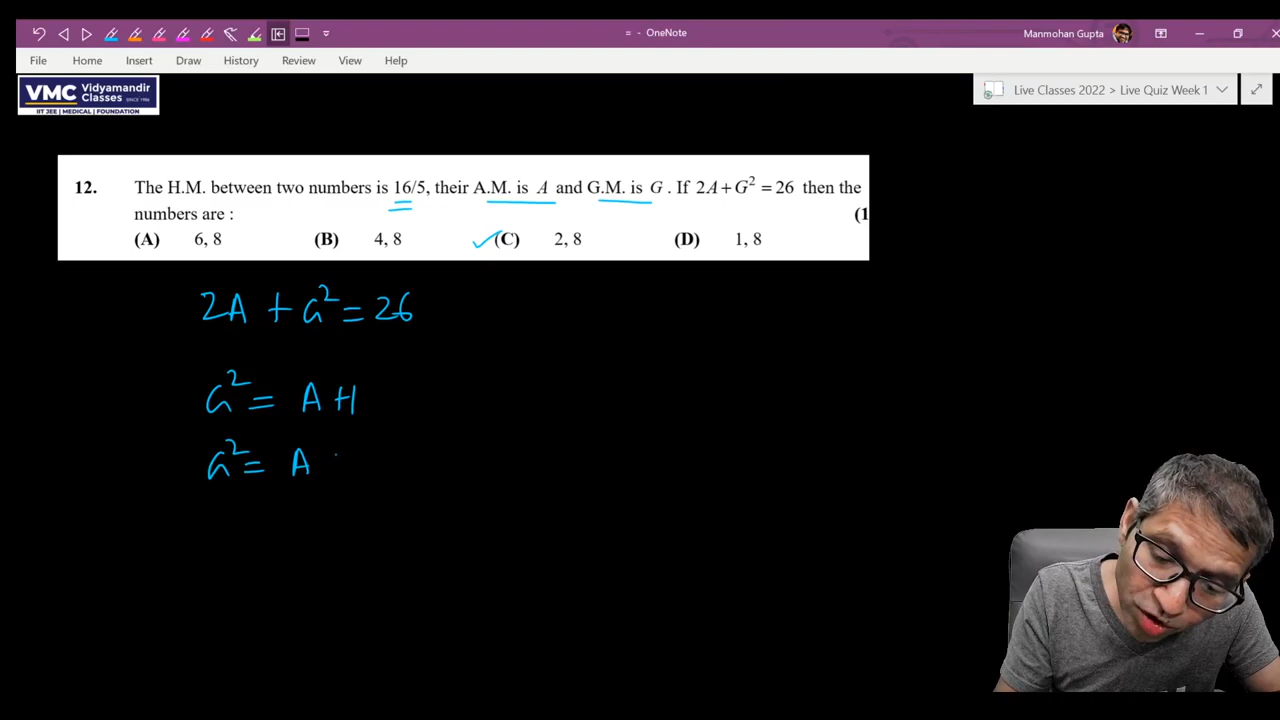 = - OneNote
Manmohan Gupta
File Home Insert Draw History Review View Help
VMC Vidyamandir Classes SINCE 1986
IIT JEE | MEDICAL | FOUNDATION
Live Classes 2022 > Live Quiz Week 1
12. The H.M. between two numbers is 16/5, their A.M. is A and G.M. is G. If 2A+G² = 26 then the
numbers are : (1
(A) 6, 8 (B) 4, 8 (C) 2, 8 (D) 1, 8
2A + G² = 26
G² = A H
G² = A